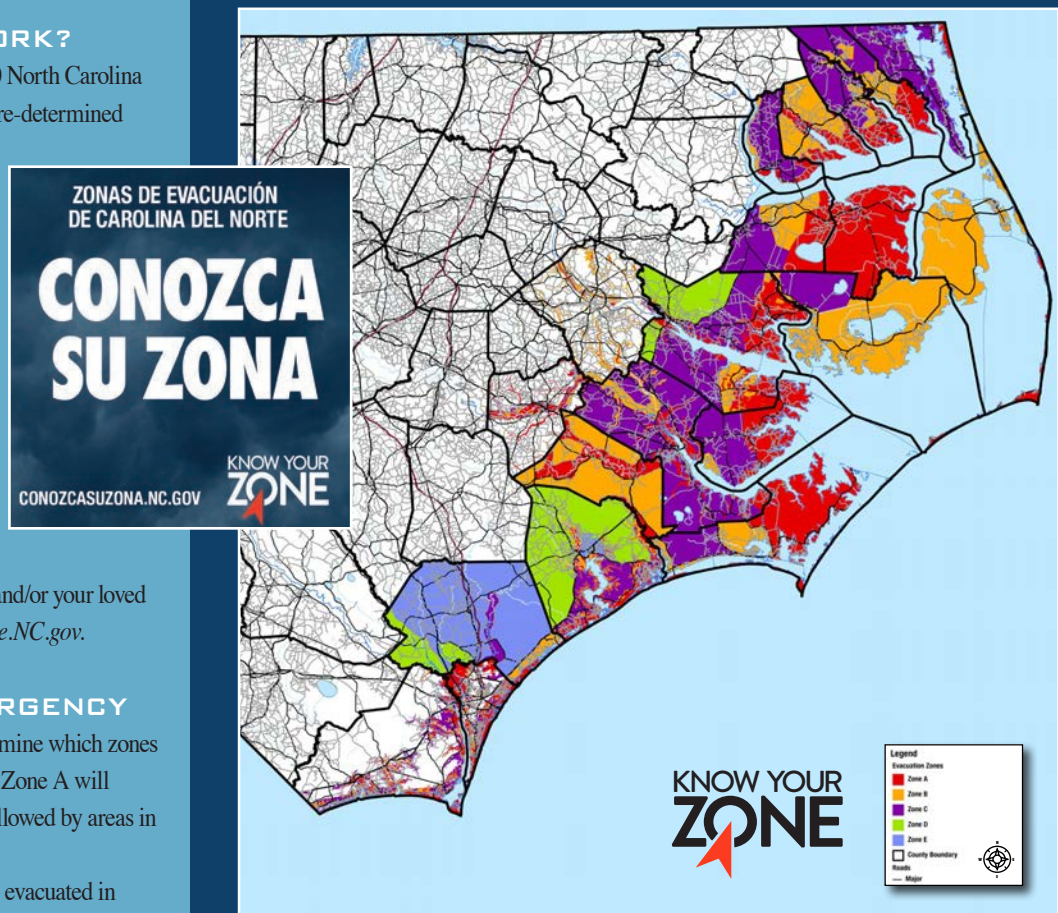 ORK?
North Carolina
re-determined
ZONAS DE EVACUACIÓN
DE CAROLINA DEL NORTE
CONOZCA
SU ZONA
CONOZCASUZONA.NC.GOV
KNOW YOUR
ZONE
and/or your loved
e.NC.gov.
RGENCY
mine which zones
Zone A will
llowed by areas in
evacuated in
KNOW YOUR
ZONE
Legend
Evacuation Zones
Zone A
Zone B
Zone C
Zone D
Zone E
County Boundary
Roads
Major